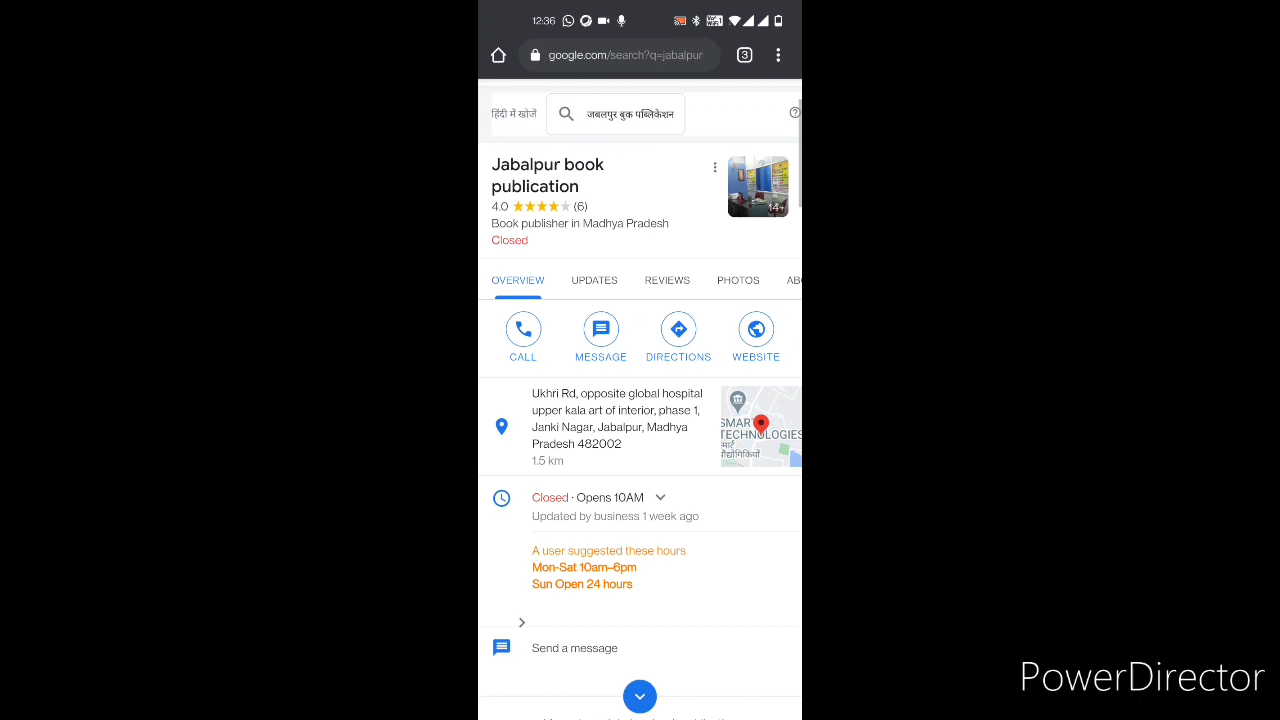 12:36
google.com/search?q=jabalpur
3
हिंदी में खोजें
जबलपुर बुक पब्लिकेशन
Jabalpur book
publication
4.0 (6)
14+
Book publisher in Madhya Pradesh
Closed
OVERVIEW UPDATES REVIEWS PHOTOS AB
CALL MESSAGE DIRECTIONS WEBSITE
Ukhri Rd, opposite global hospital
upper kala art of interior, phase 1,
Janki Nagar, Jabalpur, Madhya
Pradesh 482002
1.5 km
SMART
TECHNOLOGIES
स्मार्ट
टेक्नोलॉजिस
Closed · Opens 10AM
Updated by business 1 week ago
A user suggested these hours
Mon-Sat 10am–6pm
Sun Open 24 hours
Send a message
PowerDirector